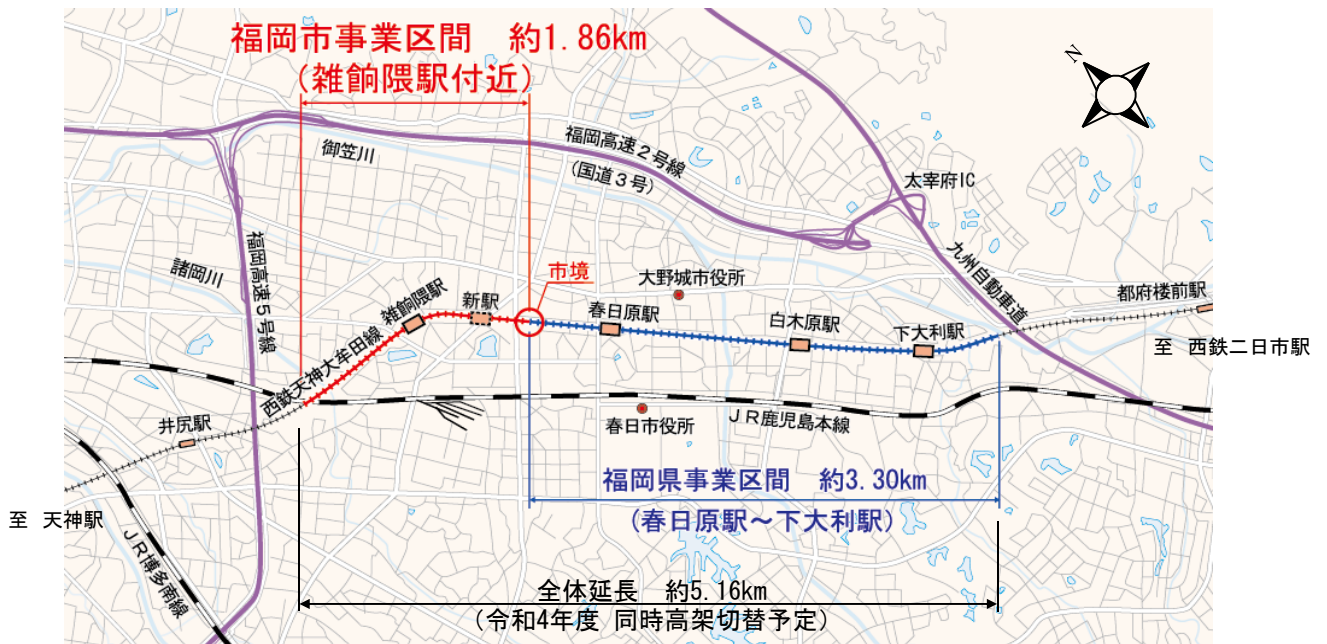 福岡市事業区間　約1.86km
(雑餉隈駅付近)
N
御笠川
福岡高速2号線
(国道3号)
太宰府IC
福岡高速5号線
諸岡川
九州自動車道
市境
大野城市役所
都府楼前駅
雑餉隈駅
新駅
春日原駅
白木原駅
下大利駅
至　西鉄二日市駅
西鉄天神大牟田線
井尻駅
春日市役所
JR鹿児島本線
福岡県事業区間　約3.30km
(春日原駅～下大利駅)
至　天神駅
JR博多南線
全体延長　約5.16km
(令和4年度 同時高架切替予定)